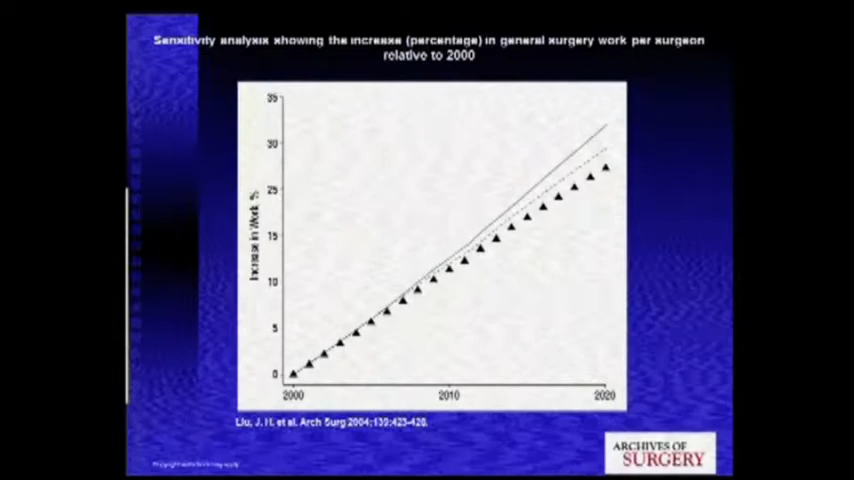 Sensitivity analysis showing the increase (percentage) in general surgery work per surgeon
relative to 2000
35
30
25
15
10
5
0
Increase in Work, %
2000
2010
2020
Liu, J. H. et al. Arch Surg 2004;139:423-428.
ARCHIVES OF
SURGERY